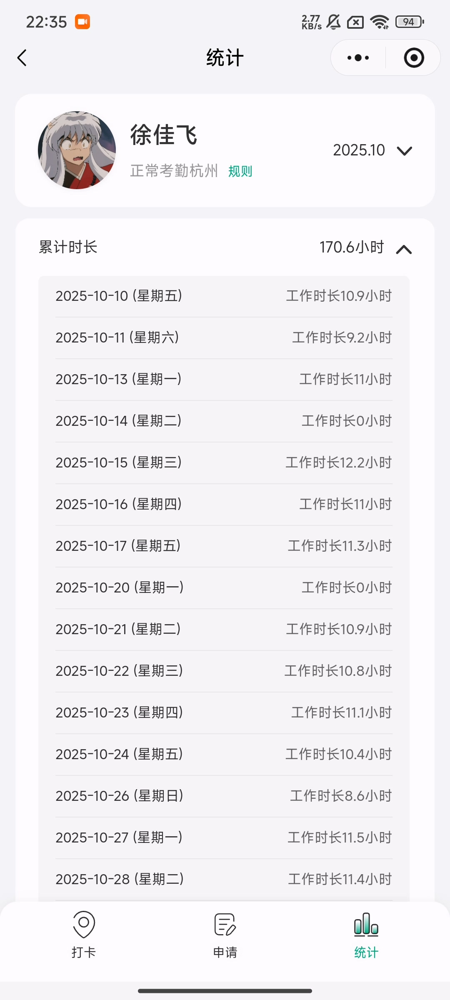 22:35
2.77
KB/s
94
统计
徐佳飞
正常考勤杭州 规则
2025.10
累计时长 170.6小时
2025-10-10 (星期五) 工作时长10.9小时
2025-10-11 (星期六) 工作时长9.2小时
2025-10-13 (星期一) 工作时长11小时
2025-10-14 (星期二) 工作时长0小时
2025-10-15 (星期三) 工作时长12.2小时
2025-10-16 (星期四) 工作时长11小时
2025-10-17 (星期五) 工作时长11.3小时
2025-10-20 (星期一) 工作时长0小时
2025-10-21 (星期二) 工作时长10.9小时
2025-10-22 (星期三) 工作时长10.8小时
2025-10-23 (星期四) 工作时长11.1小时
2025-10-24 (星期五) 工作时长10.4小时
2025-10-26 (星期日) 工作时长8.6小时
2025-10-27 (星期一) 工作时长11.5小时
2025-10-28 (星期二) 工作时长11.4小时
打卡 申请 统计